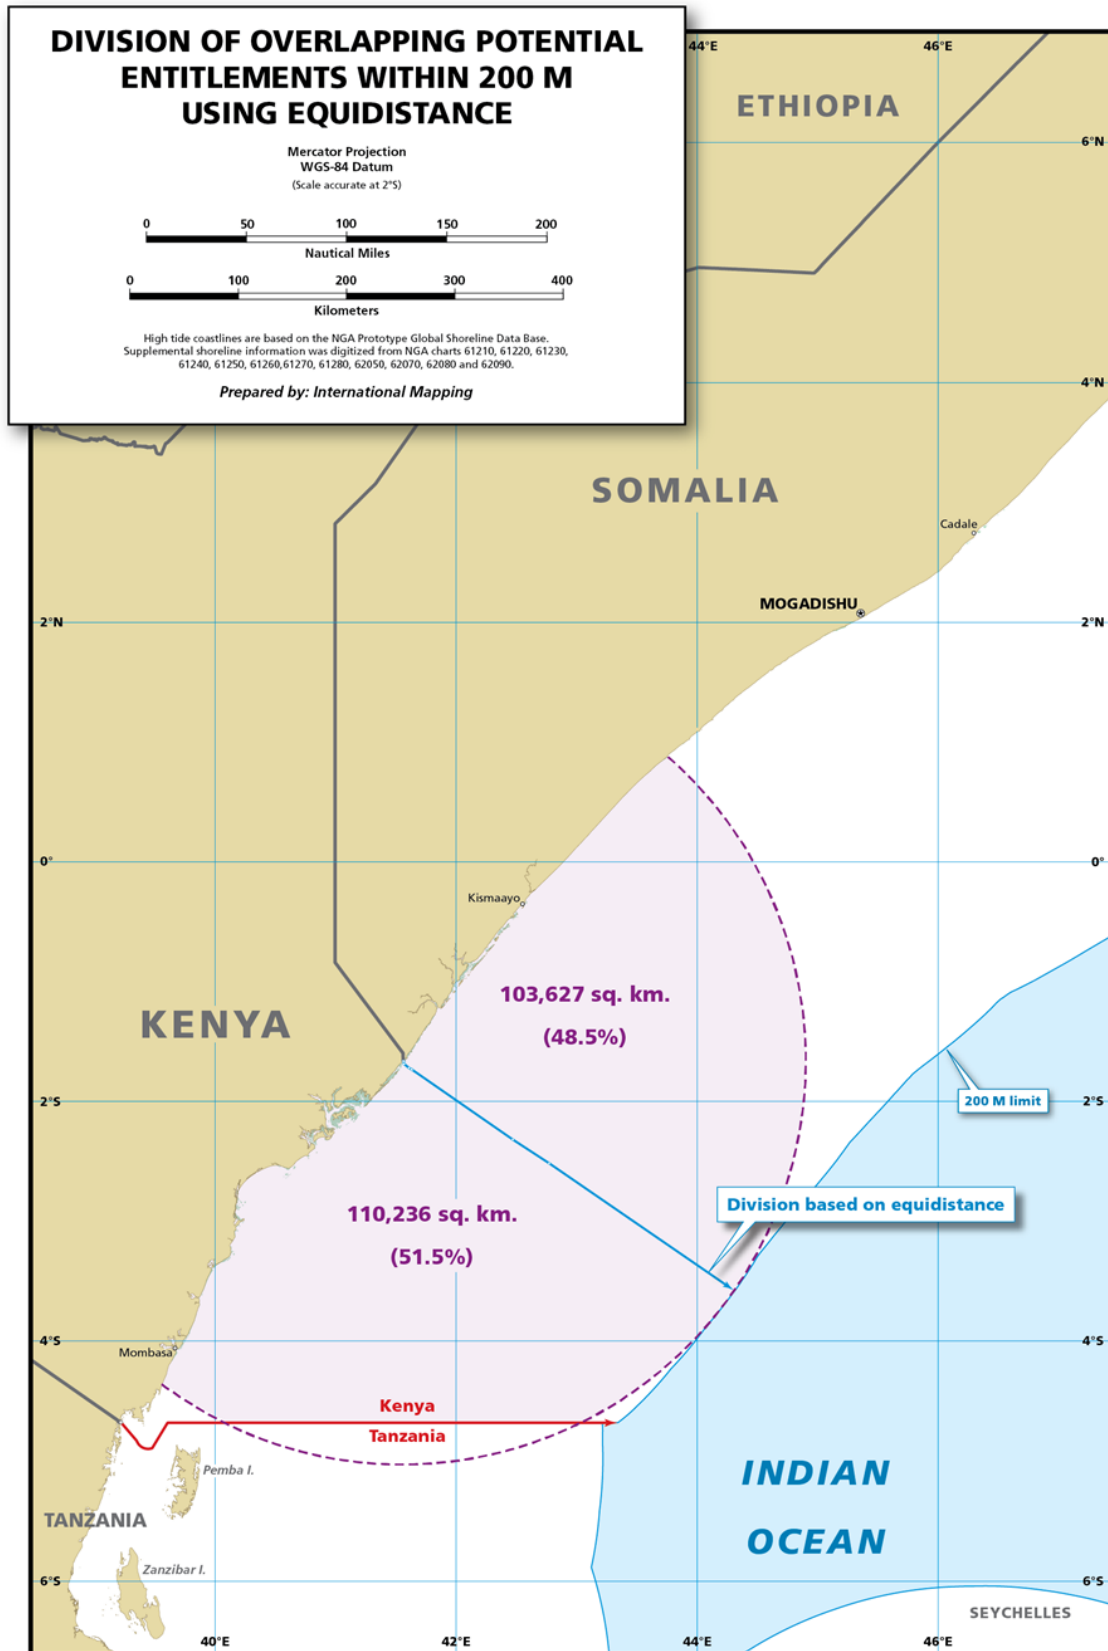 DIVISION OF OVERLAPPING POTENTIAL
ENTITLEMENTS WITHIN 200 M
USING EQUIDISTANCE
Mercator Projection
WGS-84 Datum
(Scale accurate at 2°S)
0 50 100 150 200
Nautical Miles
0 100 200 300 400
Kilometers
High tide coastlines are based on the NGA Prototype Global Shoreline Data Base.
Supplemental shoreline information was digitized from NGA charts 61210, 61220, 61230,
61240, 61250, 61260,61270, 61280, 62050, 62070, 62080 and 62090.
Prepared by: International Mapping
44°E 46°E
ETHIOPIA
6°N
4°N
SOMALIA
Cadale
MOGADISHU
2°N 2°N
0° 0°
Kismaayo
103,627 sq. km.
(48.5%)
KENYA
200 M limit
2°S 2°S
Division based on equidistance
110,236 sq. km.
(51.5%)
4°S 4°S
Mombasa
Kenya
Tanzania
Pemba I.
INDIAN
OCEAN
TANZANIA
Zanzibar I.
6°S 6°S
SEYCHELLES
40°E 42°E 44°E 46°E